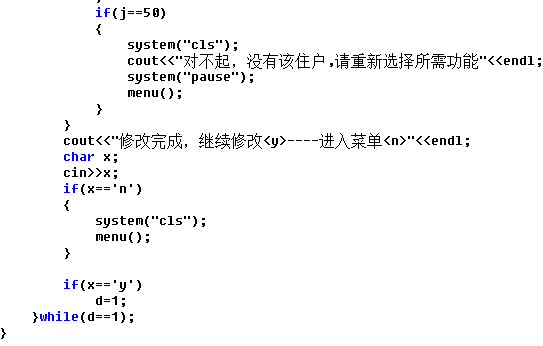 if(j==50)
{
system("cls");
cout<<"对不起，没有该住户,请重新选择所需功能"<<endl;
system("pause");
menu();
}
}
cout<<"修改完成，继续修改<y>----进入菜单<n>"<<endl;
char x;
cin>>x;
if(x=='n')
{
system("cls");
menu();
}
if(x=='y')
d=1;
}while(d==1);
}